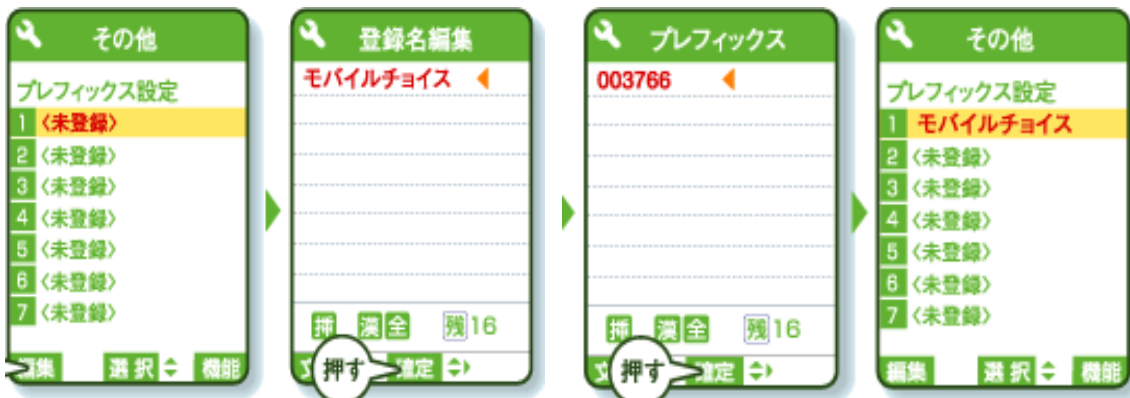 その他
プレフィックス設定
1 〈未登録〉
2 〈未登録〉
3 〈未登録〉
4 〈未登録〉
5 〈未登録〉
6 〈未登録〉
7 〈未登録〉
編集 選択 機能
登録名編集
モバイルチョイス
挿 漢 全 残16
文 確定
押す
プレフィックス
003766
挿 漢 全 残16
文 確定
押す
その他
プレフィックス設定
1 モバイルチョイス
2 〈未登録〉
3 〈未登録〉
4 〈未登録〉
5 〈未登録〉
6 〈未登録〉
7 〈未登録〉
編集 選択 機能